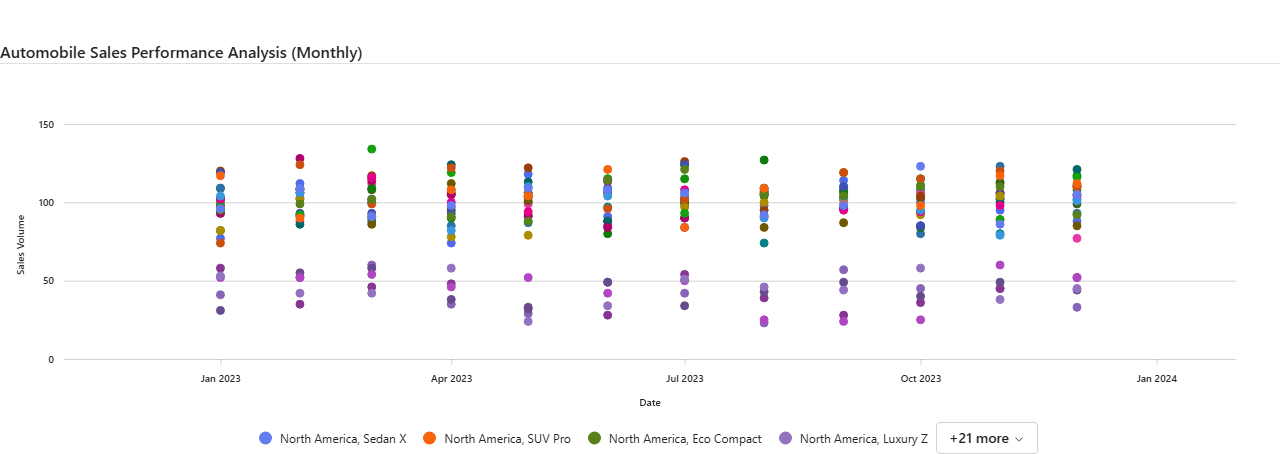 Automobile Sales Performance Analysis (Monthly)
150
100
50
0
Sales Volume
Jan 2023
Apr 2023
Jul 2023
Oct 2023
Jan 2024
Date
North America, Sedan X
North America, SUV Pro
North America, Eco Compact
North America, Luxury Z
+21 more